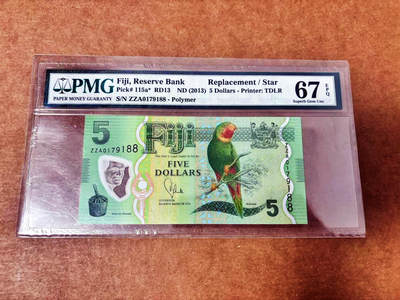 PMG
PAPER MONEY GUARANTY
Fiji, Reserve Bank Replacement / Star
Pick# 115a* RD13 ND (2013) 5 Dollars - Printer: TDLR
S/N ZZA0179188 - Polymer
67 EPQ
Superb Gem Unc
5
ZZA0179188
Fiji
FIVE
DOLLARS
ZZA0179188
5